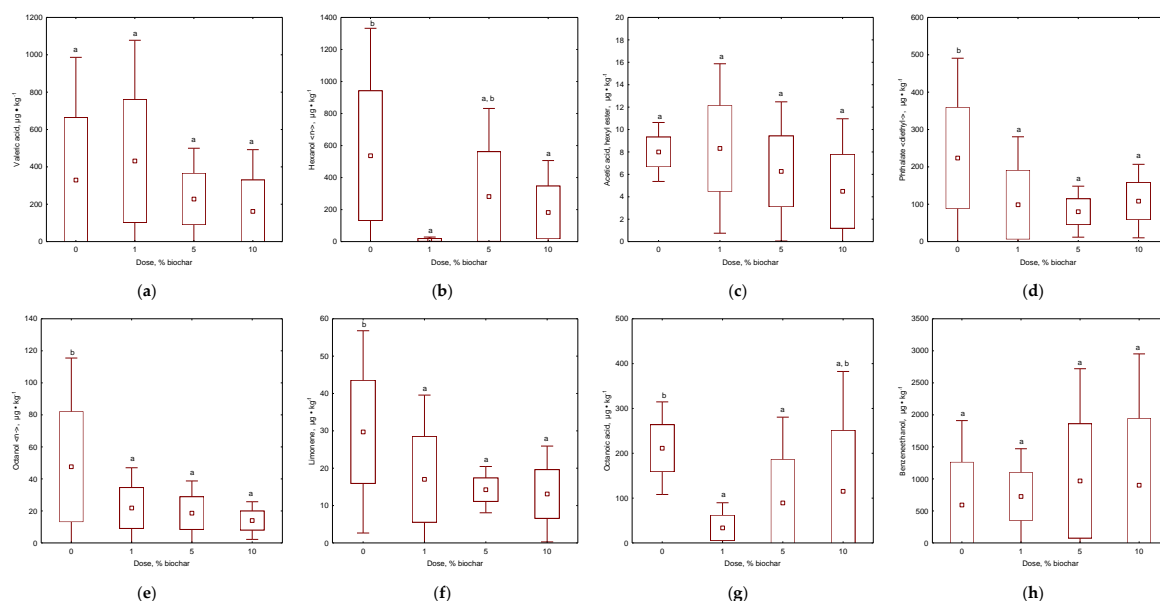 1200
1000
800
600
400
200
0
Valeric acid, µg • kg-1
a
a
a
a
0 1 5 10
Dose, % biochar
(a)
1400
1200
1000
800
600
400
200
0
Hexanol <n>, µg • kg-1
b
a
a, b
a
0 1 5 10
Dose, % biochar
(b)
20
18
16
14
12
10
8
6
4
2
0
Acetic acid, hexyl ester, µg • kg-1
a
a
a
a
0 1 5 10
Dose, % biochar
(c)
600
500
400
300
200
100
0
Phthalate <diethyl->, µg • kg-1
b
a
a
a
0 1 5 10
Dose, % biochar
(d)
140
120
100
80
60
40
20
0
Octanol <n->, µg • kg-1
b
a
a
a
0 1 5 10
Dose, % biochar
(e)
60
50
40
30
20
10
0
Limonene, µg • kg-1
b
a
a
a
0 1 5 10
Dose, % biochar
(f)
500
400
300
200
100
0
Octanoic acid, µg • kg-1
b
a
a
a, b
0 1 5 10
Dose, % biochar
(g)
3500
3000
2500
2000
1500
1000
500
0
Benzeneethanol, µg • kg-1
a
a
a
a
0 1 5 10
Dose, % biochar
(h)